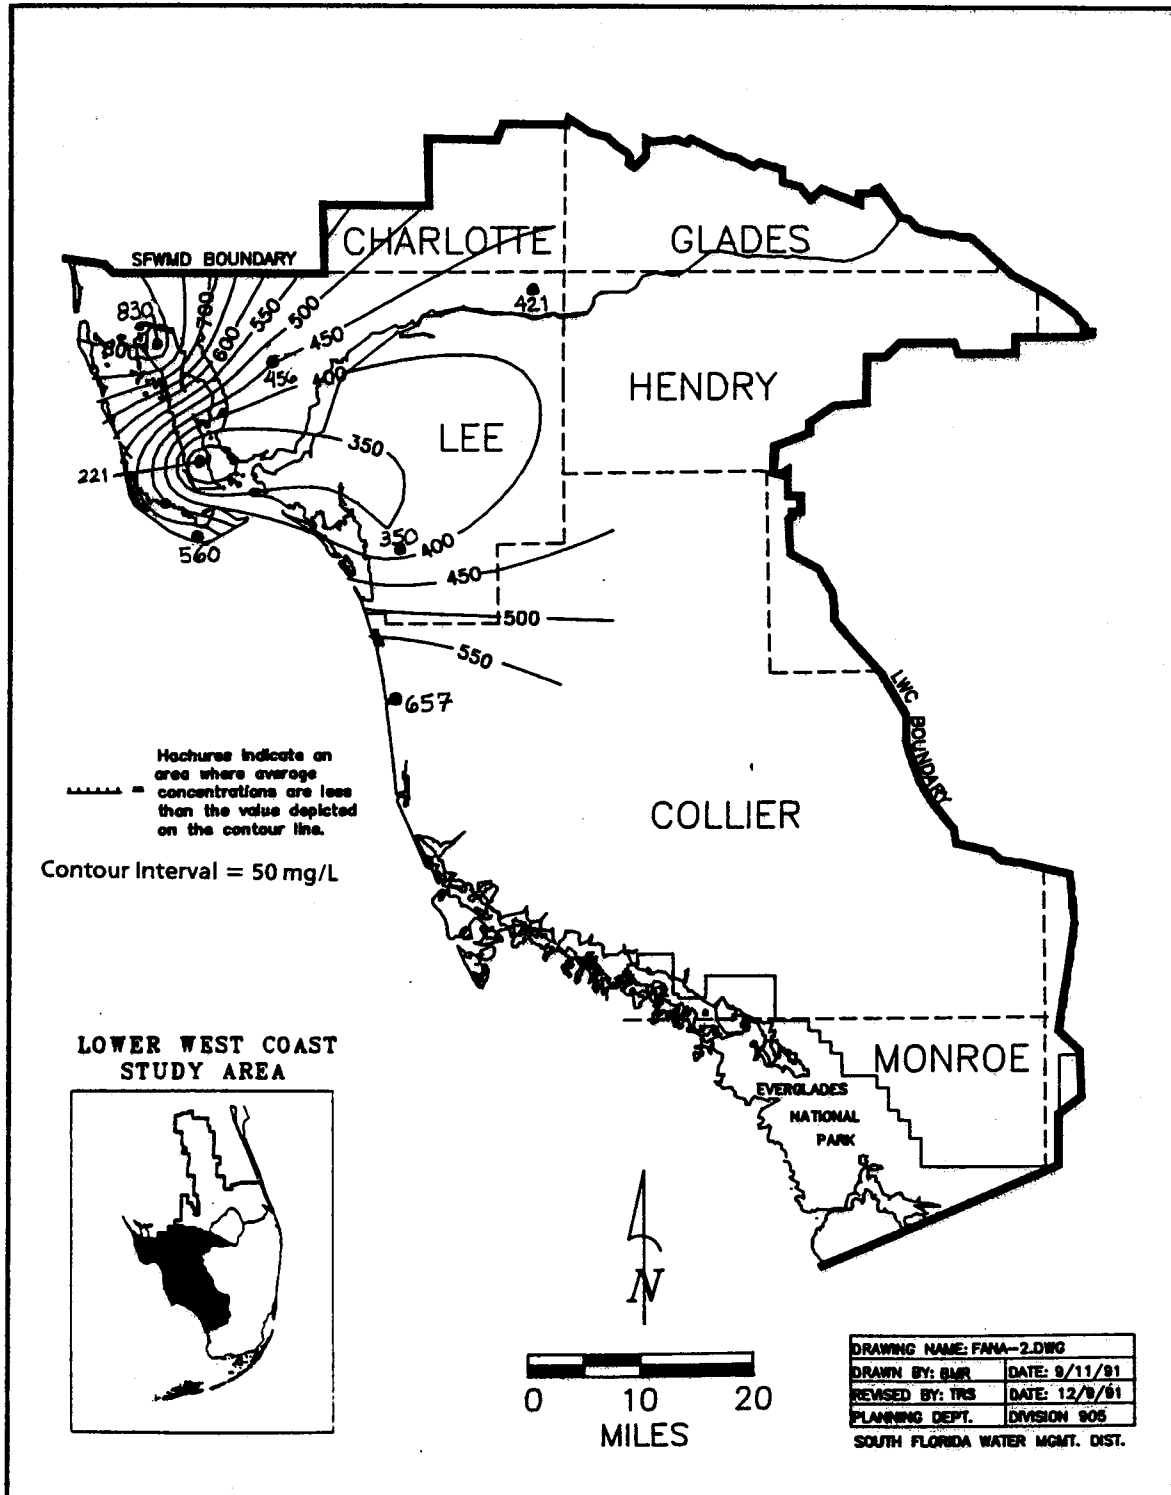 CHARLOTTE
GLADES
SFWMD BOUNDARY
830
800
700
600
550
500
450
421
456
400
HENDRY
LEE
350
221
560
350
400
450
500
550
657
LWC BOUNDARY
Hachures indicate an
area where average
concentrations are less
than the value depicted
on the contour line.
=
Contour Interval = 50 mg/L
COLLIER
MONROE
EVERGLADES
NATIONAL
PARK
LOWER WEST COAST
STUDY AREA
N
0 10 20
MILES
DRAWING NAME: FANA-2.DWG
DRAWN BY: BMR DATE: 9/11/91
REVISED BY: TRS DATE: 12/9/91
PLANNING DEPT. DIVISION 905
SOUTH FLORIDA WATER MGMT. DIST.